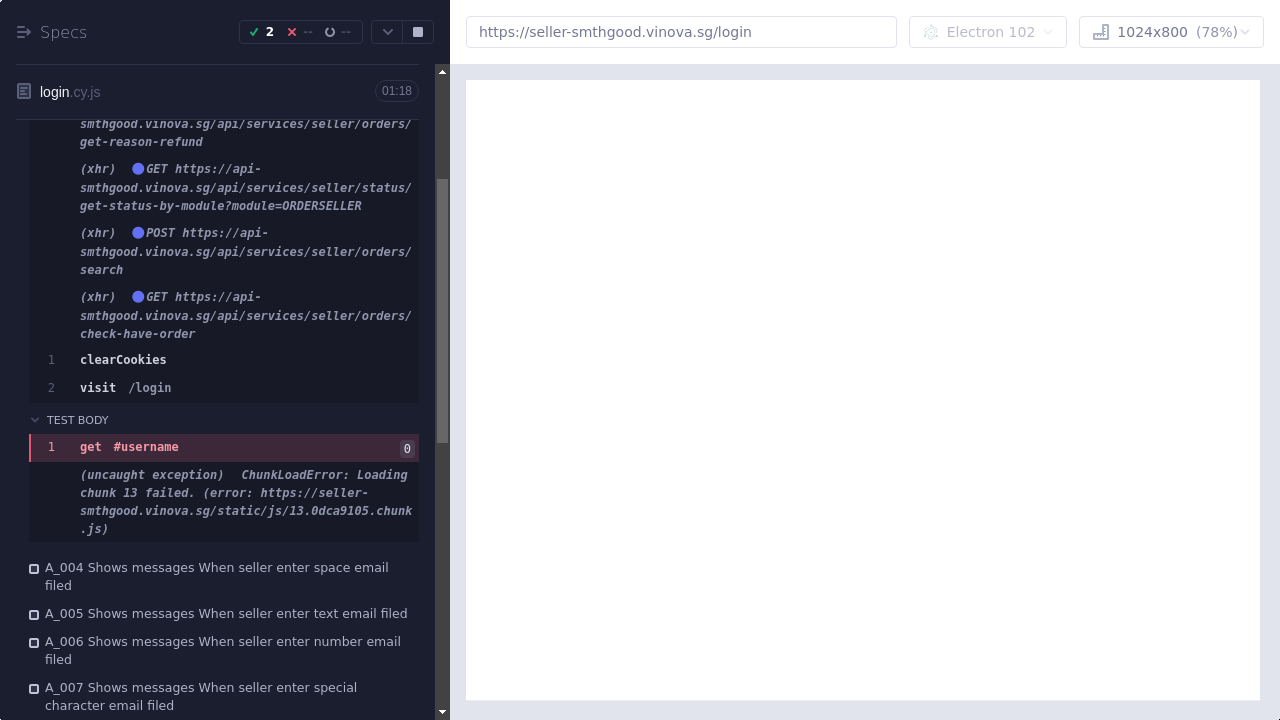 Specs
2
--
--
https://seller-smthgood.vinova.sg/login
Electron 102
1024x800 (78%)
login.cy.js
01:18
smthgood.vinova.sg/api/services/seller/orders/
get-reason-refund
(xhr) GET https://api-
smthgood.vinova.sg/api/services/seller/status/
get-status-by-module?module=ORDERSELLER
(xhr) POST https://api-
smthgood.vinova.sg/api/services/seller/orders/
search
(xhr) GET https://api-
smthgood.vinova.sg/api/services/seller/orders/
check-have-order
1 clearCookies
2 visit /login
TEST BODY
1 get #username 0
(uncaught exception) ChunkLoadError: Loading
chunk 13 failed. (error: https://seller-
smthgood.vinova.sg/static/js/13.0dca9105.chunk
.js)
A_004 Shows messages When seller enter space email
filed
A_005 Shows messages When seller enter text email filed
A_006 Shows messages When seller enter number email
filed
A_007 Shows messages When seller enter special
character email filed